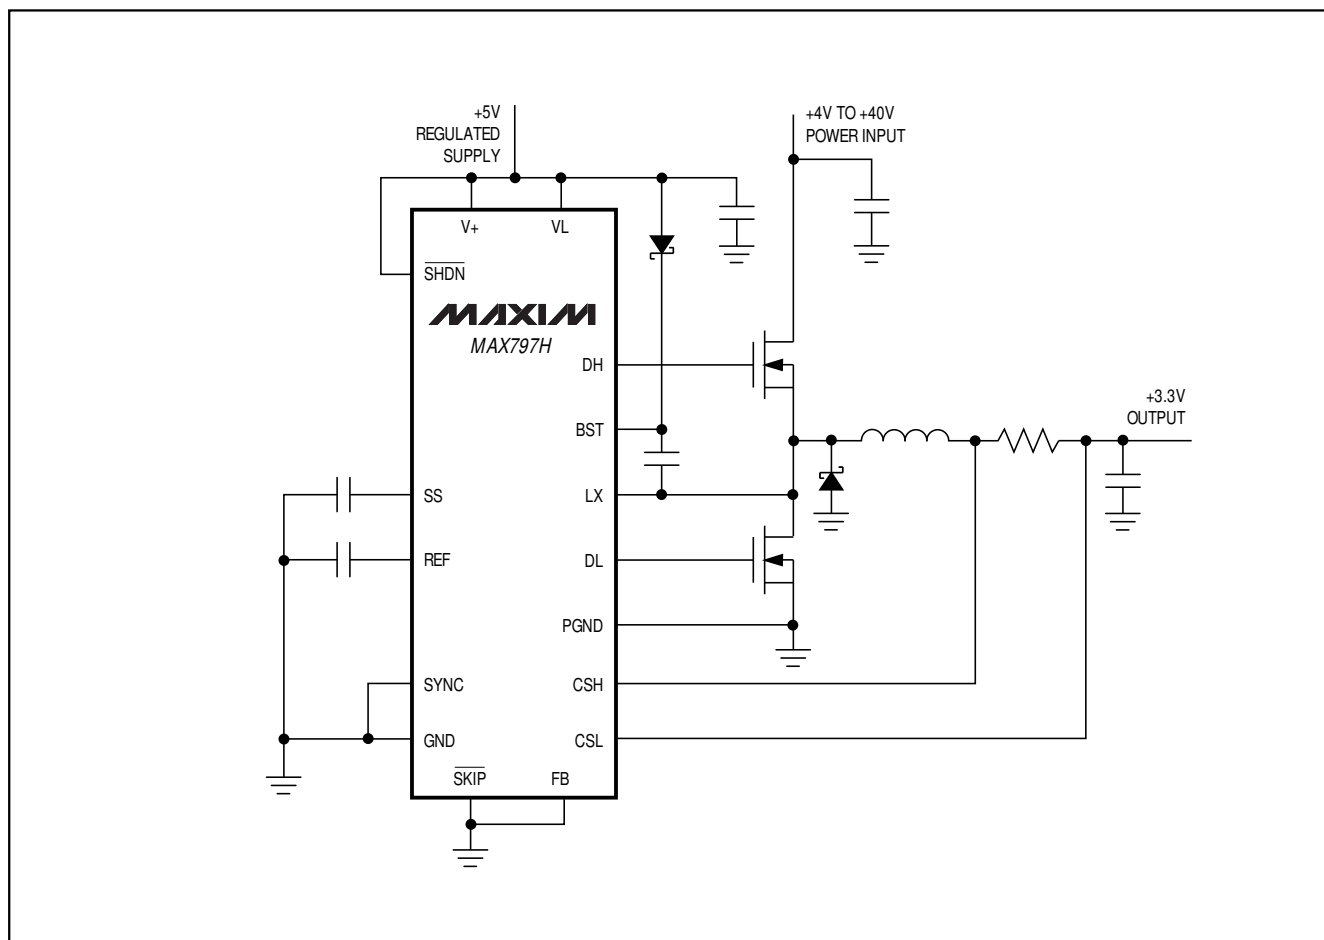 +5V
REGULATED
SUPPLY
+4V TO +40V
POWER INPUT
V+
VL
SHDN
MAXIM
MAX797H
DH
+3.3V
OUTPUT
BST
SS
LX
REF
DL
PGND
SYNC
CSH
GND
CSL
SKIP
FB